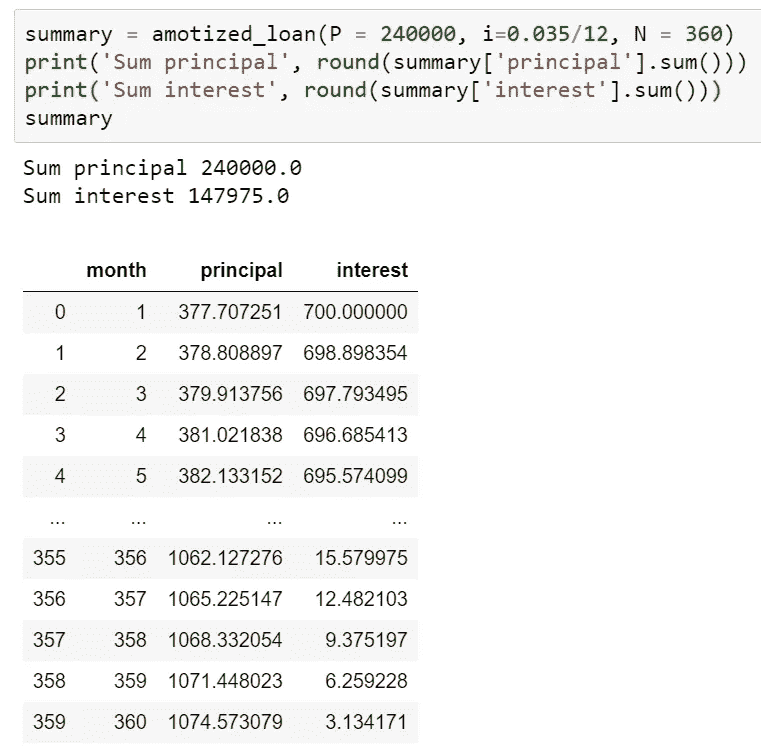 summary = amotized_loan(P = 240000, i=0.035/12, N = 360)
print('Sum principal', round(summary['principal'].sum()))
print('Sum interest', round(summary['interest'].sum()))
summary
Sum principal 240000.0
Sum interest 147975.0
month principal interest
0 1 377.707251 700.000000
1 2 378.808897 698.898354
2 3 379.913756 697.793495
3 4 381.021838 696.685413
4 5 382.133152 695.574099
... ... ... ...
355 356 1062.127276 15.579975
356 357 1065.225147 12.482103
357 358 1068.332054 9.375197
358 359 1071.448023 6.259228
359 360 1074.573079 3.134171